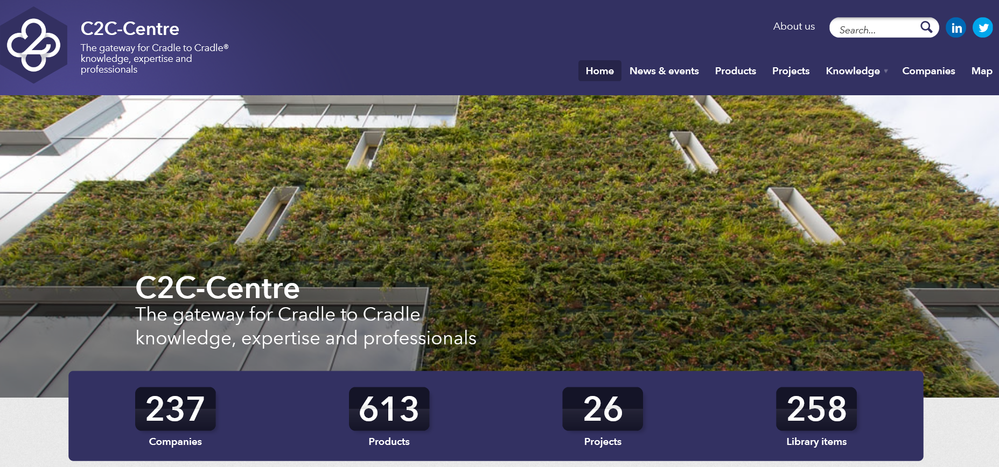 C2C-Centre
The gateway for Cradle to Cradle®
knowledge, expertise and
professionals
About us
Search...
Home
News & events
Products
Projects
Knowledge
Companies
Map
C2C-Centre
The gateway for Cradle to Cradle
knowledge, expertise and professionals
237
Companies
613
Products
26
Projects
258
Library items